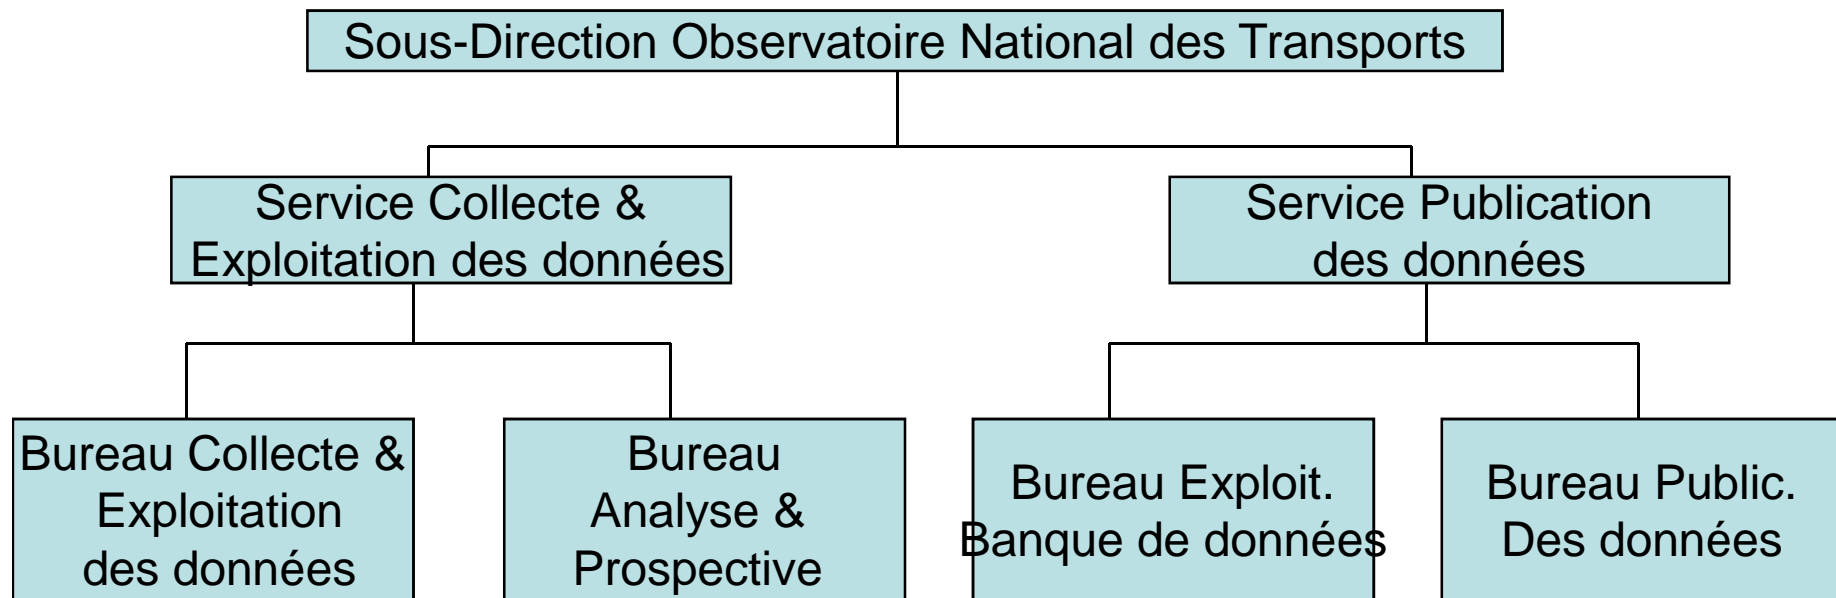 Sous-Direction Observatoire National des Transports
Service Collecte &
Exploitation des données
Service Publication
des données
Bureau Collecte &
Exploitation
des données
Bureau
Analyse &
Prospective
Bureau Exploit.
Banque de données
Bureau Public.
Des données